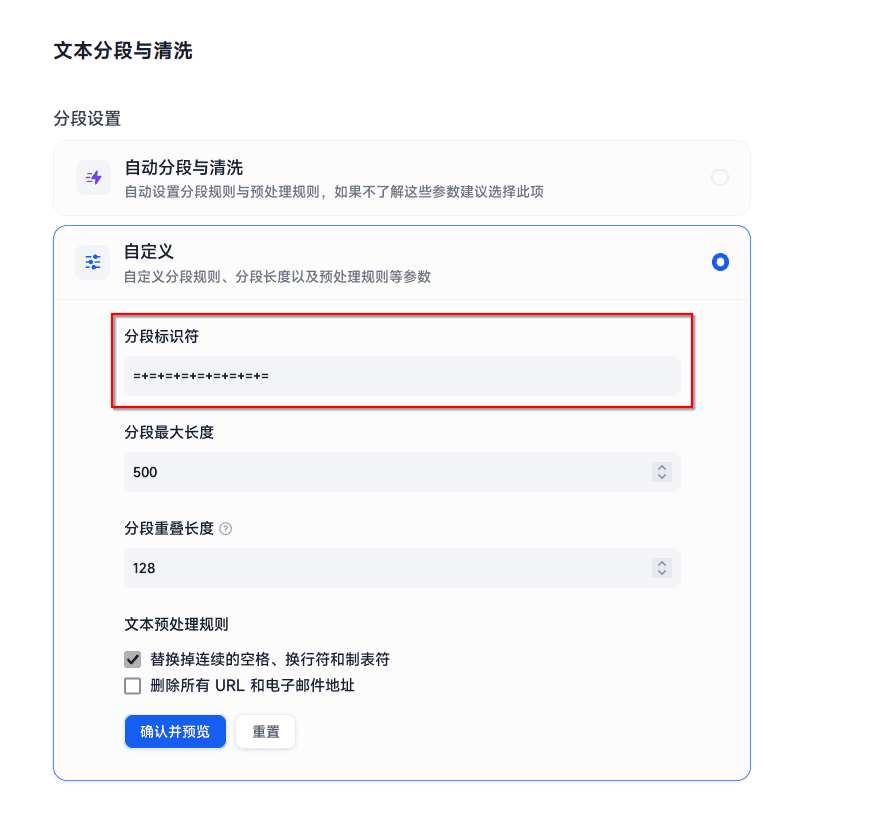 文本分段与清洗
分段设置
自动分段与清洗
自动设置分段规则与预处理规则，如果不了解这些参数建议选择此项
自定义
自定义分段规则、分段长度以及预处理规则等参数
分段标识符
=+=+=+=+=+=+=+=+=
分段最大长度
500
分段重叠长度
128
文本预处理规则
替换掉连续的空格、换行符和制表符
删除所有 URL 和电子邮件地址
确认并预览
重置